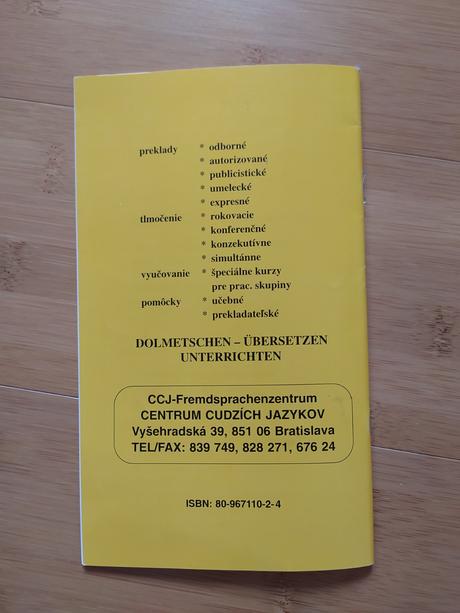 preklady * odborné
* autorizované
* publicistické
* umelecké
* expresné
tlmočenie * rokovacie
* konferenčné
* konzekutívne
* simultánne
vyučovanie * špeciálne kurzy
pre prac. skupiny
pomôcky * učebné
* prekladateľské
DOLMETSCHEN – ÜBERSETZEN
UNTERRICHTEN
CCJ-Fremdsprachenzentrum
CENTRUM CUDZÍCH JAZYKOV
Vyšehradská 39, 851 06 Bratislava
TEL/FAX: 839 749, 828 271, 676 24
ISBN: 80-967110-2-4